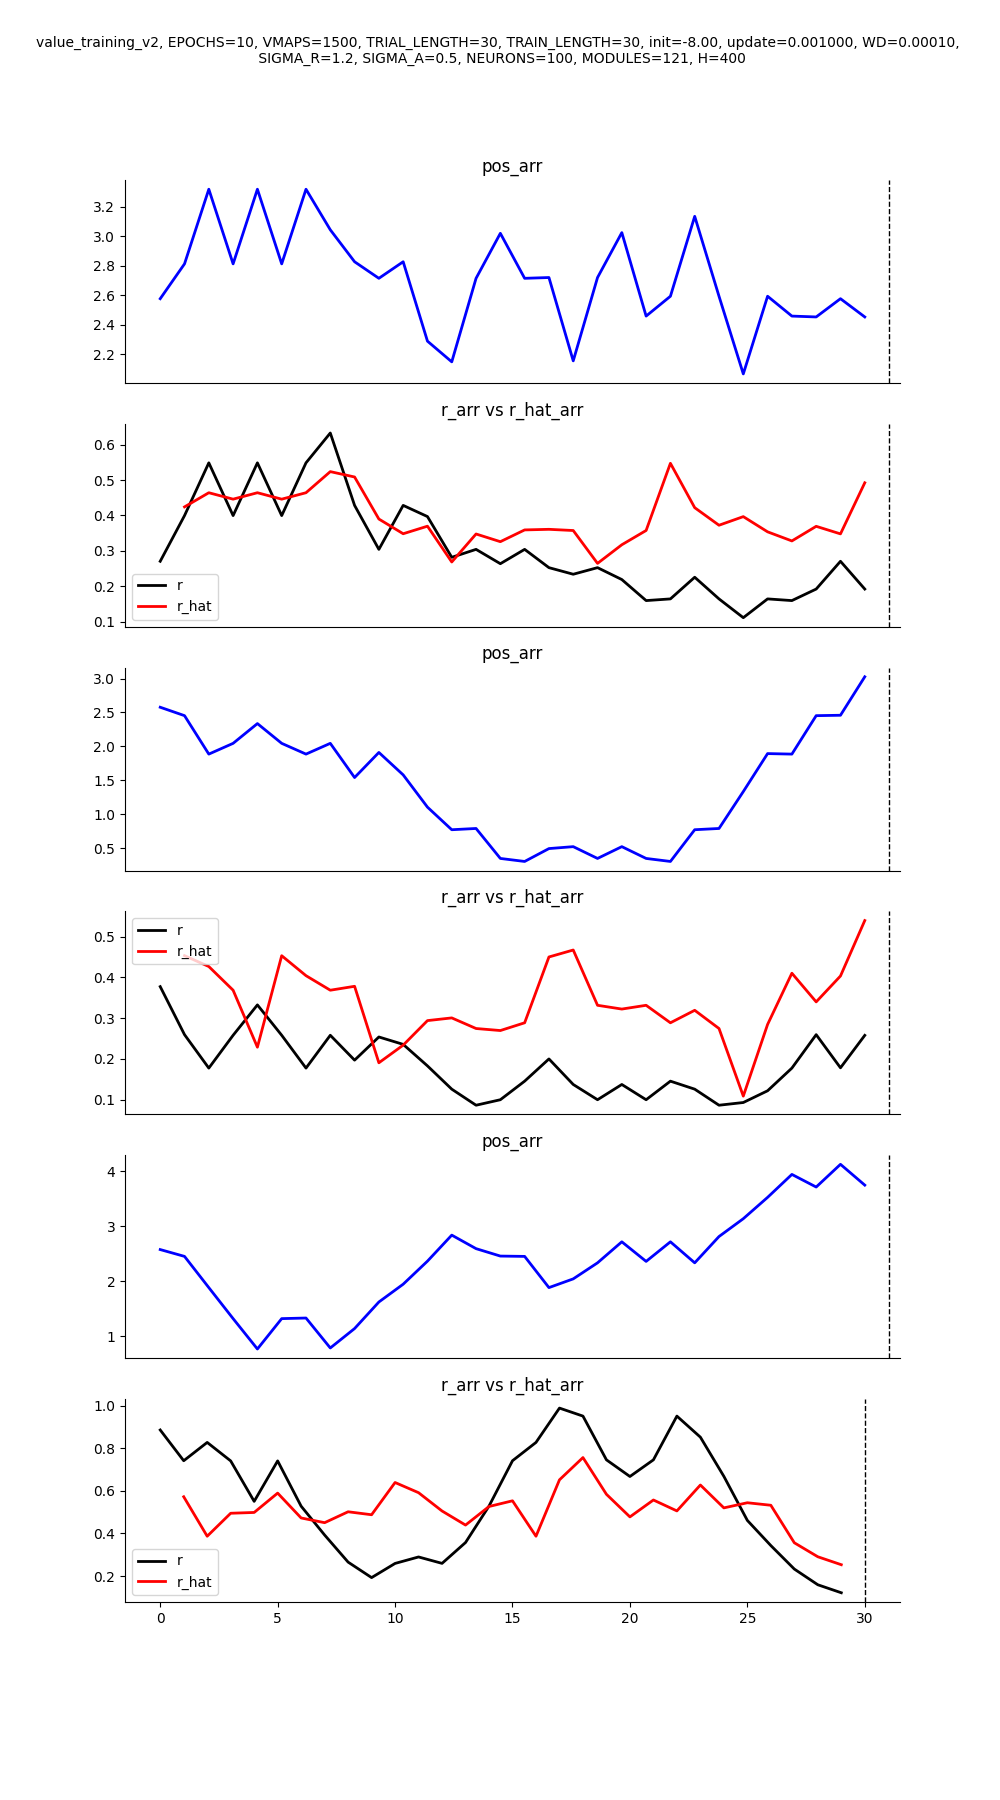 value_training_v2, EPOCHS=10, VMAPS=1500, TRIAL_LENGTH=30, TRAIN_LENGTH=30, init=-8.00, update=0.001000, WD=0.00010,
SIGMA_R=1.2, SIGMA_A=0.5, NEURONS=100, MODULES=121, H=400
pos_arr
3.2
3.0
2.8
2.6
2.4
2.2
r_arr vs r_hat_arr
0.6
0.5
0.4
0.3
0.2
0.1
r
r_hat
pos_arr
3.0
2.5
2.0
1.5
1.0
0.5
r_arr vs r_hat_arr
r
r_hat
0.5
0.4
0.3
0.2
0.1
pos_arr
4
3
2
1
r_arr vs r_hat_arr
1.0
0.8
0.6
0.4
0.2
r
r_hat
0 5 10 15 20 25 30